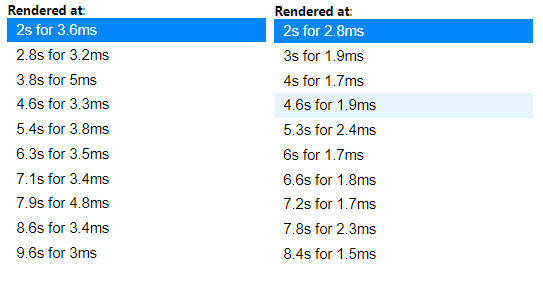 Rendered at:
2s for 3.6ms
2.8s for 3.2ms
3.8s for 5ms
4.6s for 3.3ms
5.4s for 3.8ms
6.3s for 3.5ms
7.1s for 3.4ms
7.9s for 4.8ms
8.6s for 3.4ms
9.6s for 3ms
Rendered at:
2s for 2.8ms
3s for 1.9ms
4s for 1.7ms
4.6s for 1.9ms
5.3s for 2.4ms
6s for 1.7ms
6.6s for 1.8ms
7.2s for 1.7ms
7.8s for 2.3ms
8.4s for 1.5ms